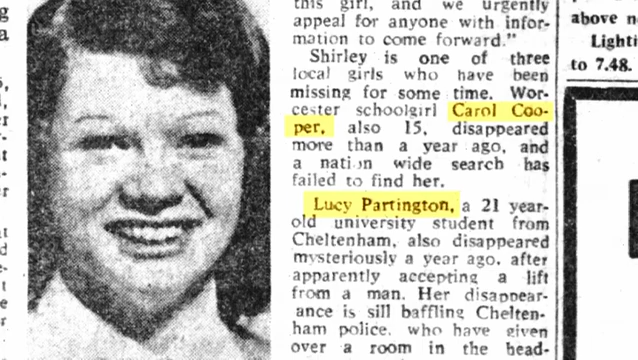 this girl, and we urgently
appeal for anyone with infor-
mation to come forward."
Shirley is one of three
local girls who have been
missing for some time. Wor-
cester schoolgirl Carol Coo-
per, also 15, disappeared
more than a year ago, and
a nation wide search has
failed to find her.
Lucy Partington, a 21 year-
old university student from
Cheltenham, also disappeared
mysteriously a year ago, after
apparently accepting a lift
from a man. Her disappear-
ance is sill baffling Chelten-
ham police, who have given
over a room in the head-
above n
Lighti
to 7.48.